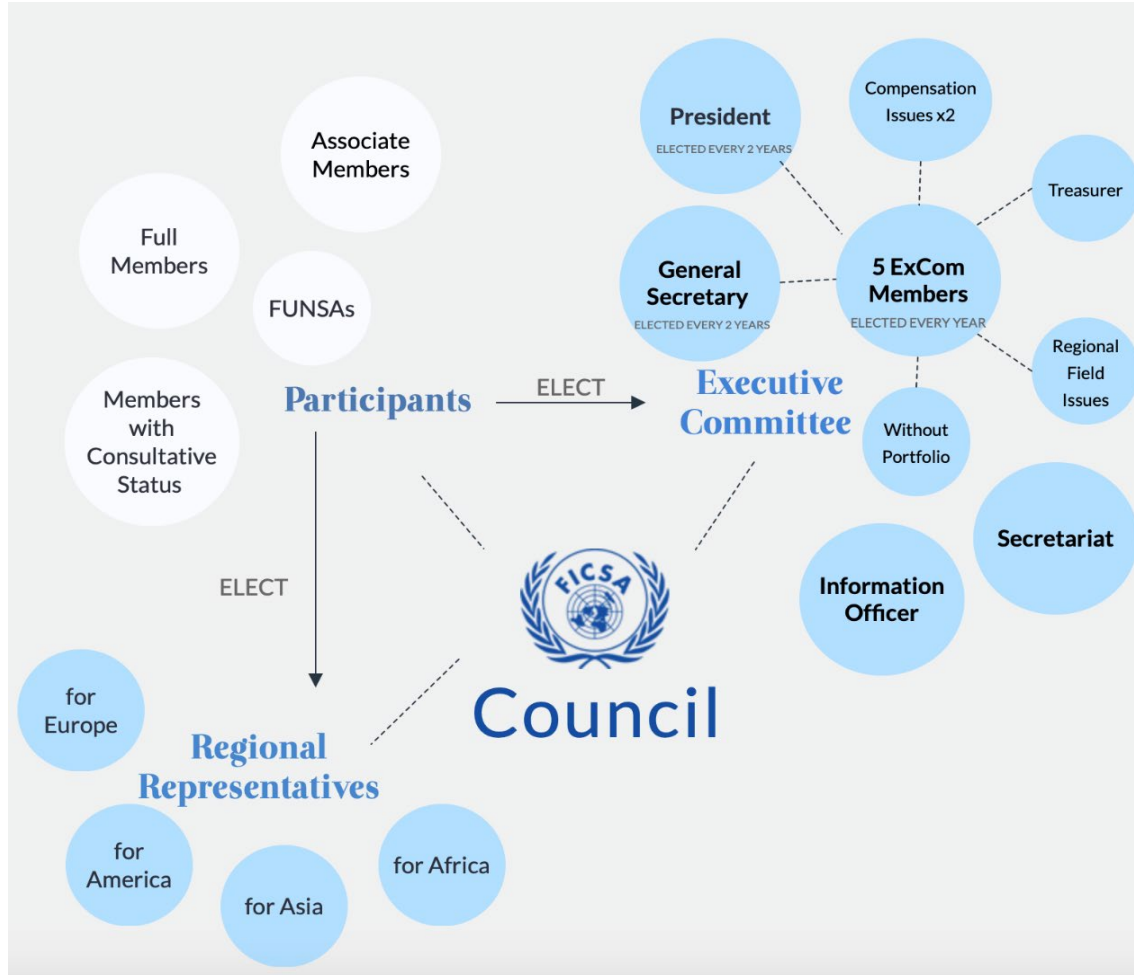 Associate
Members
Full
Members
FUNSAs
Members
with
Consultative
Status
Participants
ELECT
ELECT
President
ELECTED EVERY 2 YEARS
Compensation
Issues x2
Treasurer
General
Secretary
ELECTED EVERY 2 YEARS
5 ExCom
Members
ELECTED EVERY YEAR
Regional
Field
Issues
Without
Portfolio
Executive
Committee
Secretariat
Information
Officer
FICSA
Council
for
Europe
Regional
Representatives
for
America
for Asia
for Africa